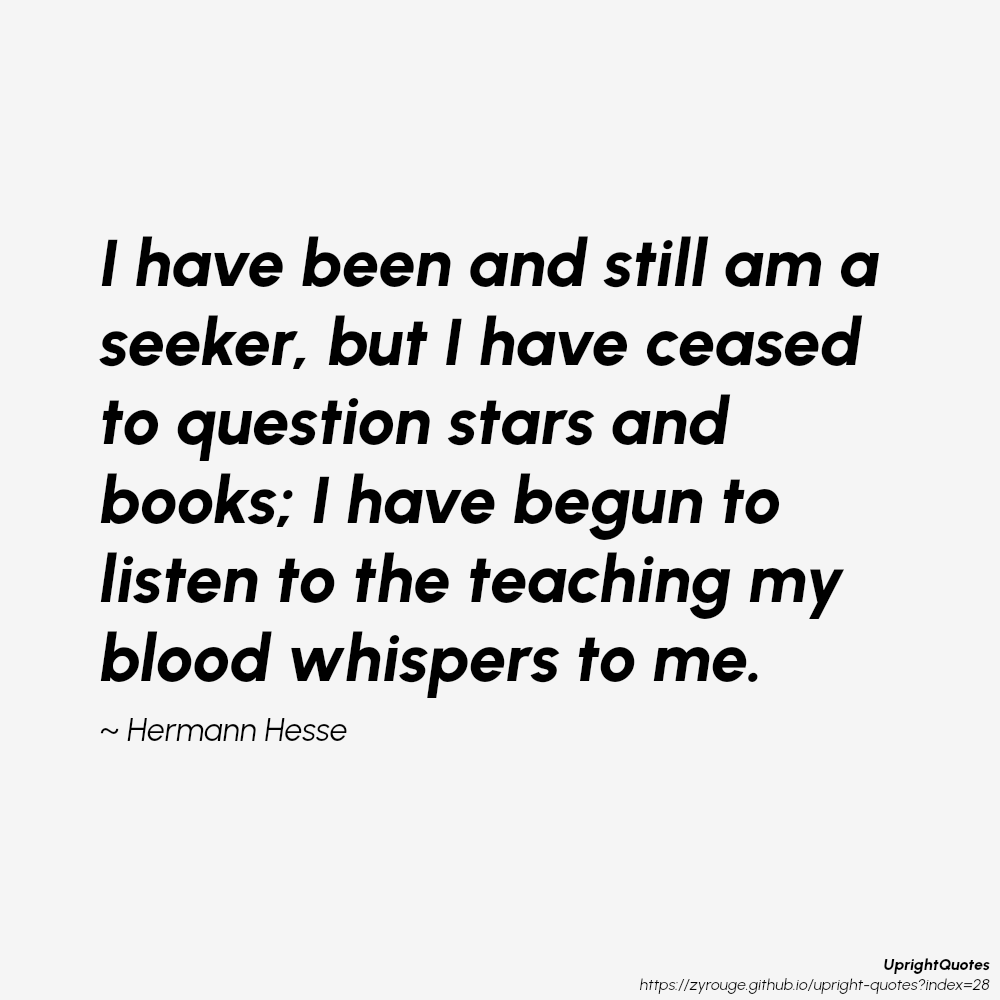 I have been and still am a
seeker, but I have ceased
to question stars and
books; I have begun to
listen to the teaching my
blood whispers to me.
~ Hermann Hesse
UprightQuotes
https://zyrouge.github.io/upright-quotes?index=28